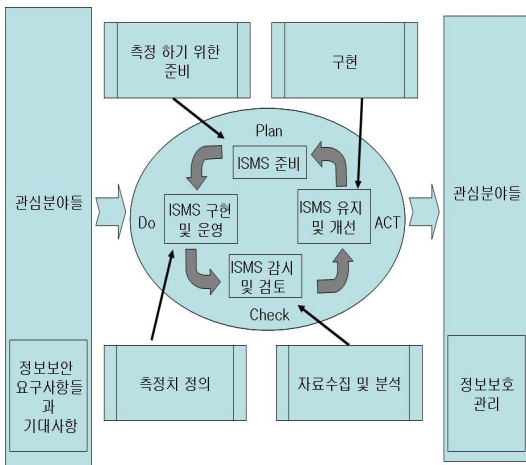 측정 하기 위한
준비
구현
Plan
ISMS 준비
관심분야들
관심분야들
Do
ISMS 구현
및 운영
ISMS 유지
및 개선
ACT
ISMS 감시
및 검토
Check
정보보안
요구사항들
과
기대사항
측정치 정의
자료수집 및 분석
정보보호
관리